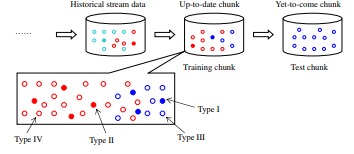 Historical stream data
Up-to-date chunk
Yet-to-come chunk
......
Training chunk
Test chunk
Type I
Type IV
Type II
Type III